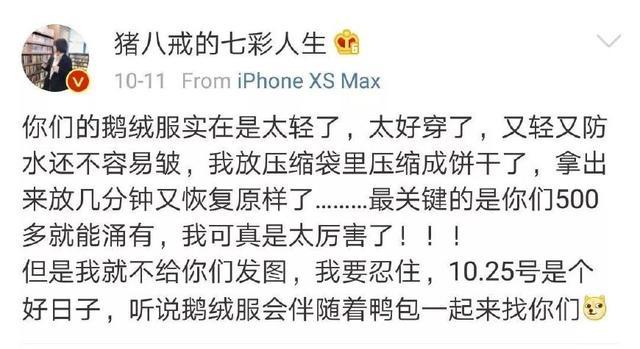 猪八戒的七彩人生
10-11 From iPhone XS Max
你们的鹅绒服实在是太轻了，太好穿了，又轻又防
水还不容易皱，我放压缩袋里压缩成饼干了，拿出
来放几分钟又恢复原样了………最关键的是你们500
多就能涌有，我可真是太厉害了！！！
但是我就不给你们发图，我要忍住，10.25号是个
好日子，听说鹅绒服会伴随着鸭包一起来找你们